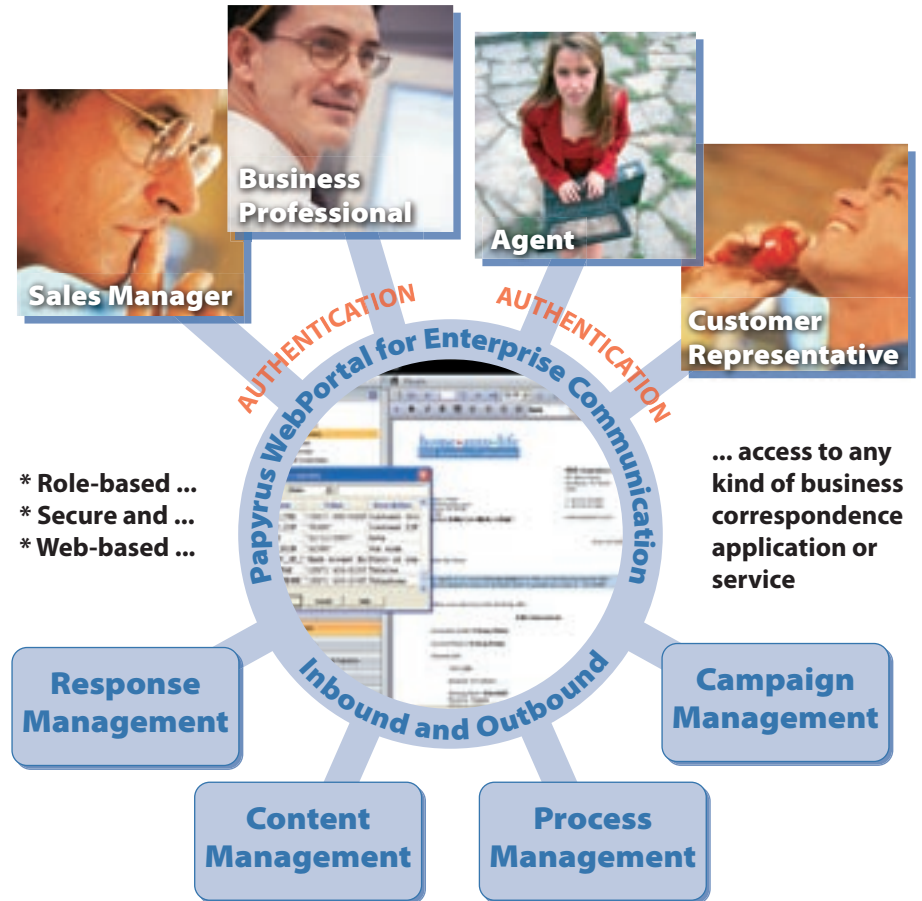 Business
Professional
Agent
Sales Manager
Customer
Representative
AUTHENTICATION
AUTHENTICATION
Papyrus WebPortal for Enterprise Communication
* Role-based ...
* Secure and ...
* Web-based ...
... access to any
kind of business
correspondence
application or
service
Inbound and Outbound
Response
Management
Campaign
Management
Content
Management
Process
Management